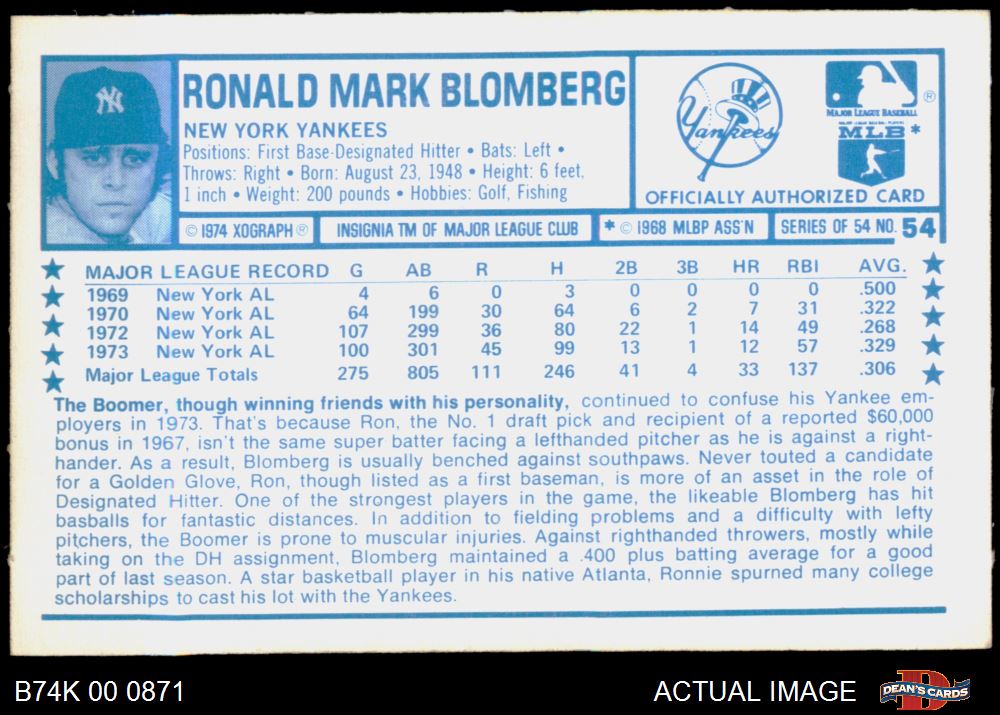 RONALD MARK BLOMBERG
NEW YORK YANKEES
Positions: First Base-Designated Hitter • Bats: Left •
Throws: Right • Born: August 23, 1948 • Height: 6 feet,
1 inch • Weight: 200 pounds • Hobbies: Golf, Fishing
NY
Yankees
MAJOR LEAGUE BASEBALL
®
MLB*
OFFICIALLY AUTHORIZED CARD
© 1974 XOGRAPH® INSIGNIA TM OF MAJOR LEAGUE CLUB * © 1968 MLBP ASS'N SERIES OF 54 NO. 54
MAJOR LEAGUE RECORD G AB R H 2B 3B HR RBI AVG.
1969 New York AL 4 6 0 3 0 0 0 0 .500
1970 New York AL 64 199 30 64 6 2 7 31 .322
1972 New York AL 107 299 36 80 22 1 14 49 .268
1973 New York AL 100 301 45 99 13 1 12 57 .329
Major League Totals 275 805 111 246 41 4 33 137 .306
The Boomer, though winning friends with his personality, continued to confuse his Yankee em-
ployers in 1973. That's because Ron, the No. 1 draft pick and recipient of a reported $60,000
bonus in 1967, isn't the same super batter facing a lefthanded pitcher as he is against a right-
hander. As a result, Blomberg is usually benched against southpaws. Never touted a candidate
for a Golden Glove, Ron, though listed as a first baseman, is more of an asset in the role of
Designated Hitter. One of the strongest players in the game, the likeable Blomberg has hit
basballs for fantastic distances. In addition to fielding problems and a difficulty with lefty
pitchers, the Boomer is prone to muscular injuries. Against righthanded throwers, mostly while
taking on the DH assignment, Blomberg maintained a .400 plus batting average for a good
part of last season. A star basketball player in his native Atlanta, Ronnie spurned many college
scholarships to cast his lot with the Yankees.
B74K 00 0871 ACTUAL IMAGE DEAN'S CARDS